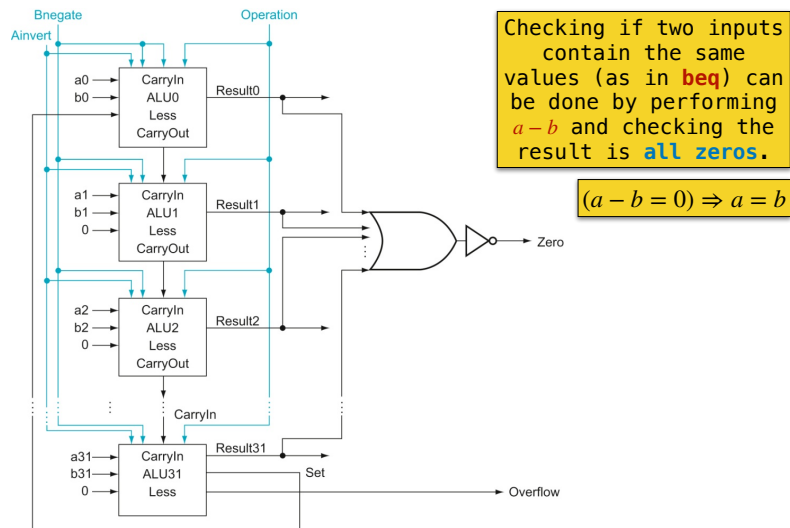 Bnegate
Operation
Ainvert
a0
b0
CarryIn
ALU0
Less
CarryOut
Result0
a1
b1
0
CarryIn
ALU1
Less
CarryOut
Result1
a2
b2
0
CarryIn
ALU2
Less
CarryOut
Result2
CarryIn
a31
b31
0
CarryIn
ALU31
Less
Result31
Set
Overflow
Zero
Checking if two inputs
contain the same
values (as in beq) can
be done by performing
a − b and checking the
result is all zeros.
(a − b = 0) ⇒ a = b